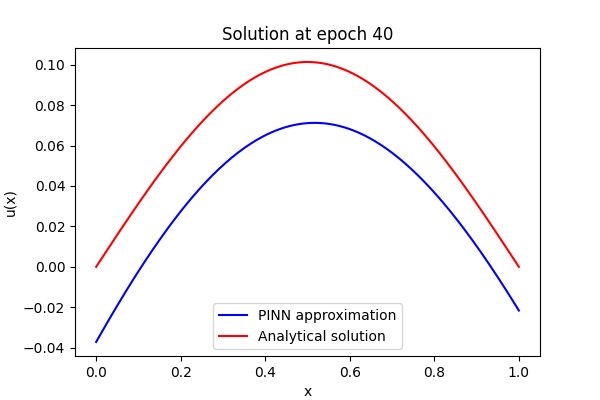 Solution at epoch 40
u(x)
0.10
0.08
0.06
0.04
0.02
0.00
−0.02
−0.04
PINN approximation
Analytical solution
0.0 0.2 0.4 0.6 0.8 1.0
x